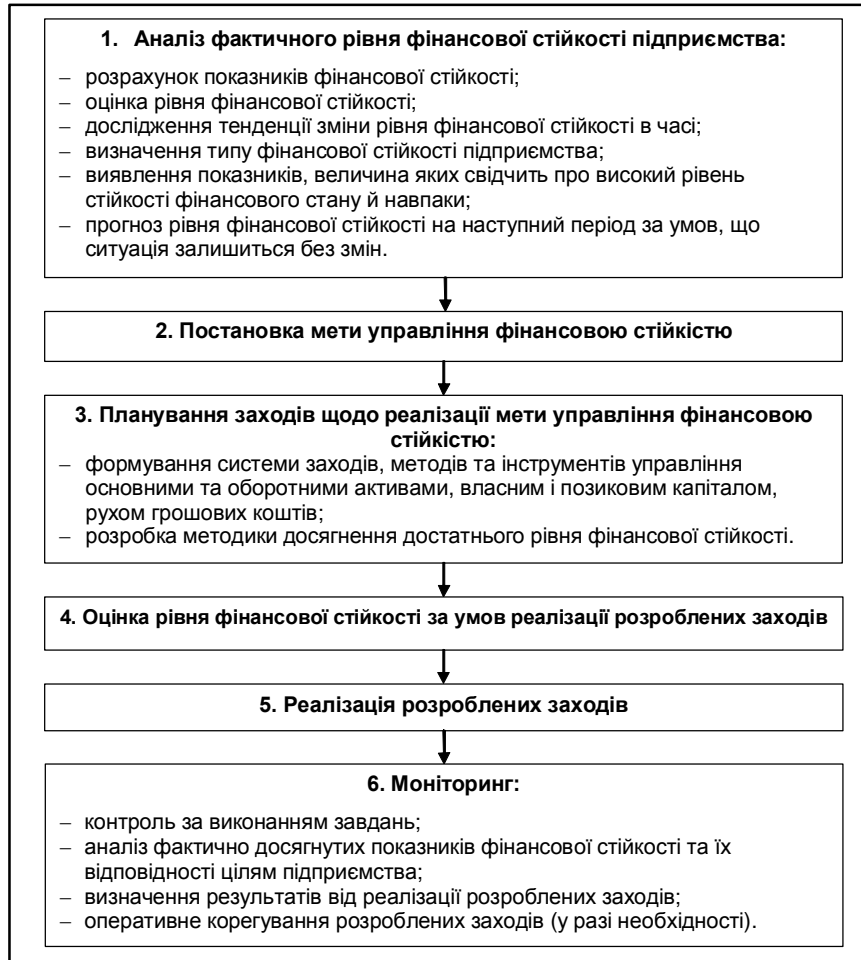 1. Аналіз фактичного рівня фінансової стійкості підприємства:
– розрахунок показників фінансової стійкості;
– оцінка рівня фінансової стійкості;
– дослідження тенденції зміни рівня фінансової стійкості в часі;
– визначення типу фінансової стійкості підприємства;
– виявлення показників, величина яких свідчить про високий рівень
стійкості фінансового стану й навпаки;
– прогноз рівня фінансової стійкості на наступний період за умов, що
ситуація залишиться без змін.
2. Постановка мети управління фінансовою стійкістю
3. Планування заходів щодо реалізації мети управління фінансовою
стійкістю:
– формування системи заходів, методів та інструментів управління
основними та оборотними активами, власним і позиковим капіталом,
рухом грошових коштів;
– розробка методики досягнення достатнього рівня фінансової стійкості.
4. Оцінка рівня фінансової стійкості за умов реалізації розроблених заходів
5. Реалізація розроблених заходів
6. Моніторинг:
– контроль за виконанням завдань;
– аналіз фактично досягнутих показників фінансової стійкості та їх
відповідності цілям підприємства;
– визначення результатів від реалізації розроблених заходів;
– оперативне корегування розроблених заходів (у разі необхідності).